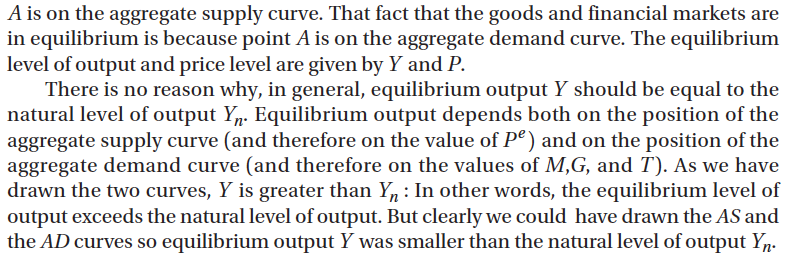 A is on the aggregate supply curve. That fact that the goods and financial markets are
in equilibrium is because point A is on the aggregate demand curve. The equilibrium
level of output and price level are given by Y and P.
There is no reason why, in general, equilibrium output Y should be equal to the
natural level of output Yₙ. Equilibrium output depends both on the position of the
aggregate supply curve (and therefore on the value of Pᵉ) and on the position of the
aggregate demand curve (and therefore on the values of M,G, and T). As we have
drawn the two curves, Y is greater than Yₙ : In other words, the equilibrium level of
output exceeds the natural level of output. But clearly we could have drawn the AS and
the AD curves so equilibrium output Y was smaller than the natural level of output Yₙ.